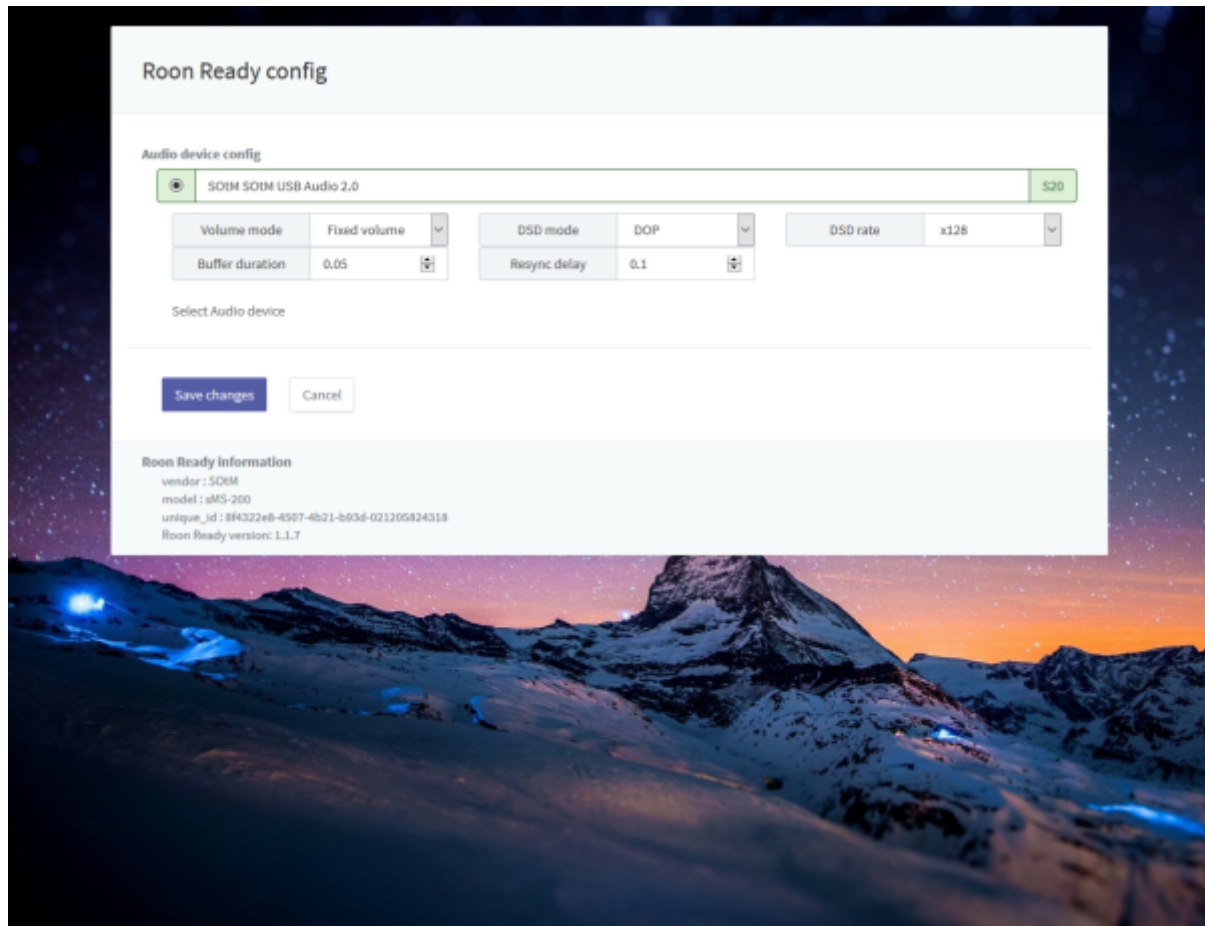 Roon Ready config
Audio device config
SOtM SOtM USB Audio 2.0 S20
Volume mode Fixed volume DSD mode DOP DSD rate x128
Buffer duration 0.05 Resync delay 0.1
Select Audio device
Save changes Cancel
Roon Ready information
vendor : SOtM
model : sMS-200
unique_id : 8f4322e8-4507-4b21-b93d-021205824318
Roon Ready version: 1.1.7